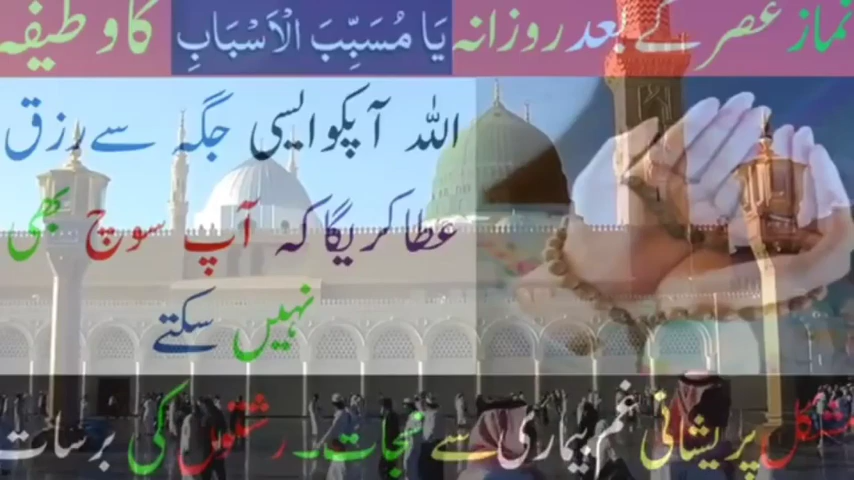 نماز عصر کے بعد روزانہ یَا مُسَبِّبَ الْاَسْبَابِ کا وظیفہ
اللہ آپکو ایسی جگہ سے رزق
عطا کریگا کہ آپ سوچ بھی
نہیں سکتے
مشکل پریشانی غم بیماری سے نجات۔ رشتوں کی برسات